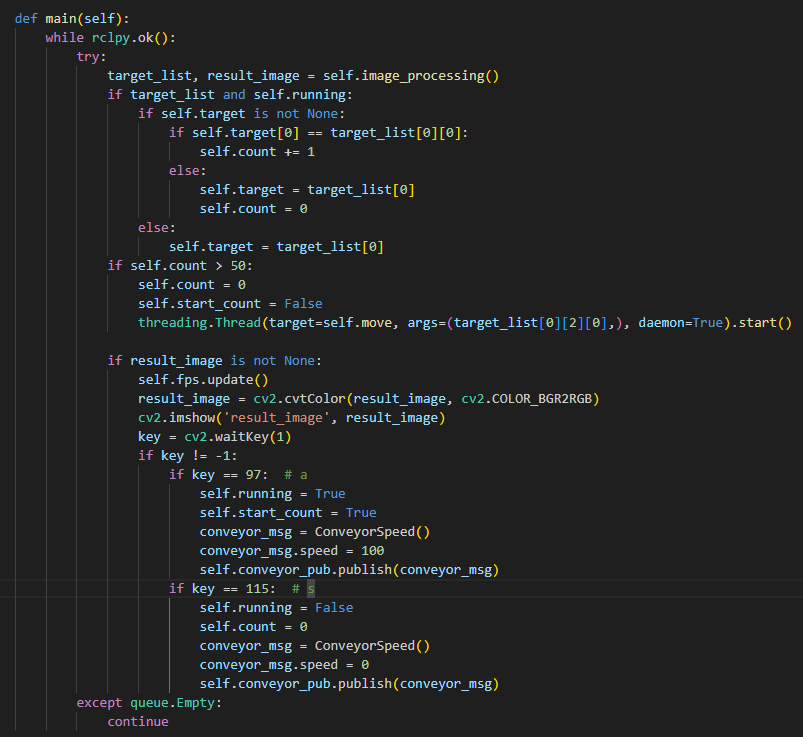 def main(self):
    while rclpy.ok():
        try:
            target_list, result_image = self.image_processing()
            if target_list and self.running:
                if self.target is not None:
                    if self.target[0] == target_list[0][0]:
                        self.count += 1
                    else:
                        self.target = target_list[0]
                        self.count = 0
                else:
                    self.target = target_list[0]
            if self.count > 50:
                self.count = 0
                self.start_count = False
                threading.Thread(target=self.move, args=(target_list[0][2][0],), daemon=True).start()

            if result_image is not None:
                self.fps.update()
                result_image = cv2.cvtColor(result_image, cv2.COLOR_BGR2RGB)
                cv2.imshow('result_image', result_image)
                key = cv2.waitKey(1)
                if key != -1:
                    if key == 97:  # a
                        self.running = True
                        self.start_count = True
                        conveyor_msg = ConveyorSpeed()
                        conveyor_msg.speed = 100
                        self.conveyor_pub.publish(conveyor_msg)
                    if key == 115:  # s
                        self.running = False
                        self.count = 0
                        conveyor_msg = ConveyorSpeed()
                        conveyor_msg.speed = 0
                        self.conveyor_pub.publish(conveyor_msg)
        except queue.Empty:
            continue